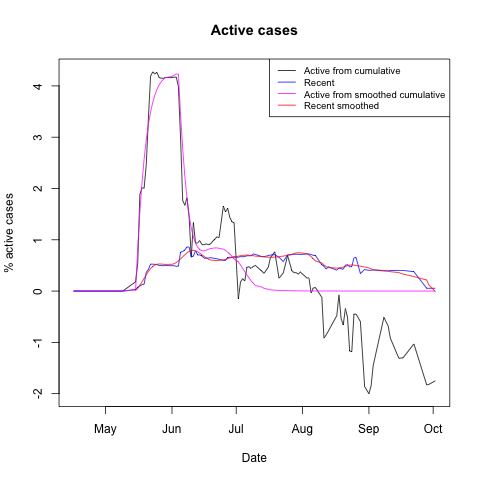 Active cases
Active from cumulative
Recent
Active from smoothed cumulative
Recent smoothed
% active cases
4
3
2
1
0
-1
-2
May Jun Jul Aug Sep Oct
Date